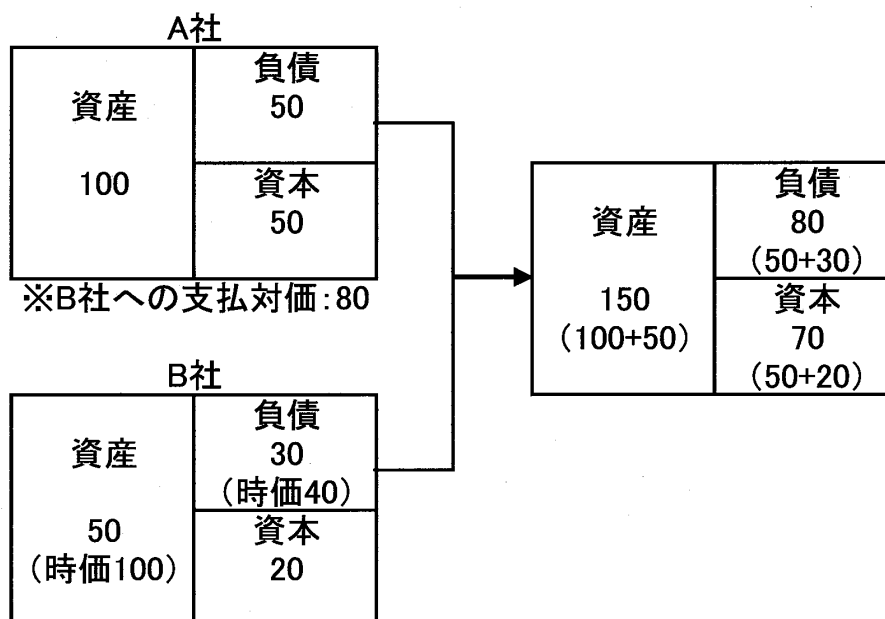 A社
資産
100
負債
50
資本
50
※B社への支払対価:80
B社
資産
50
(時価100)
負債
30
(時価40)
資本
20
資産
150
(100+50)
負債
80
(50+30)
資本
70
(50+20)